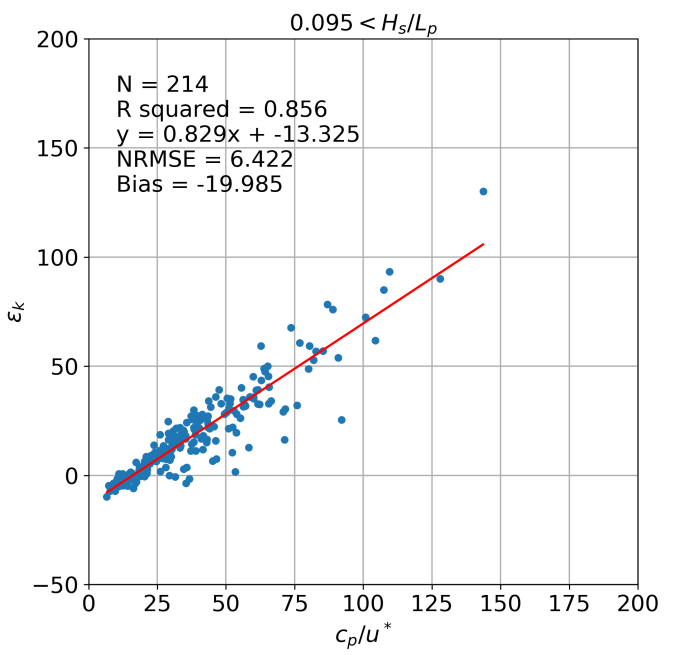 0.095 < H_s/L_p
200
N = 214
R squared = 0.856
y = 0.829x + -13.325
150
NRMSE = 6.422
Bias = -19.985
100
ε_k
50
0
−50
0 25 50 75 100 125 150 175 200
c_p/u^*